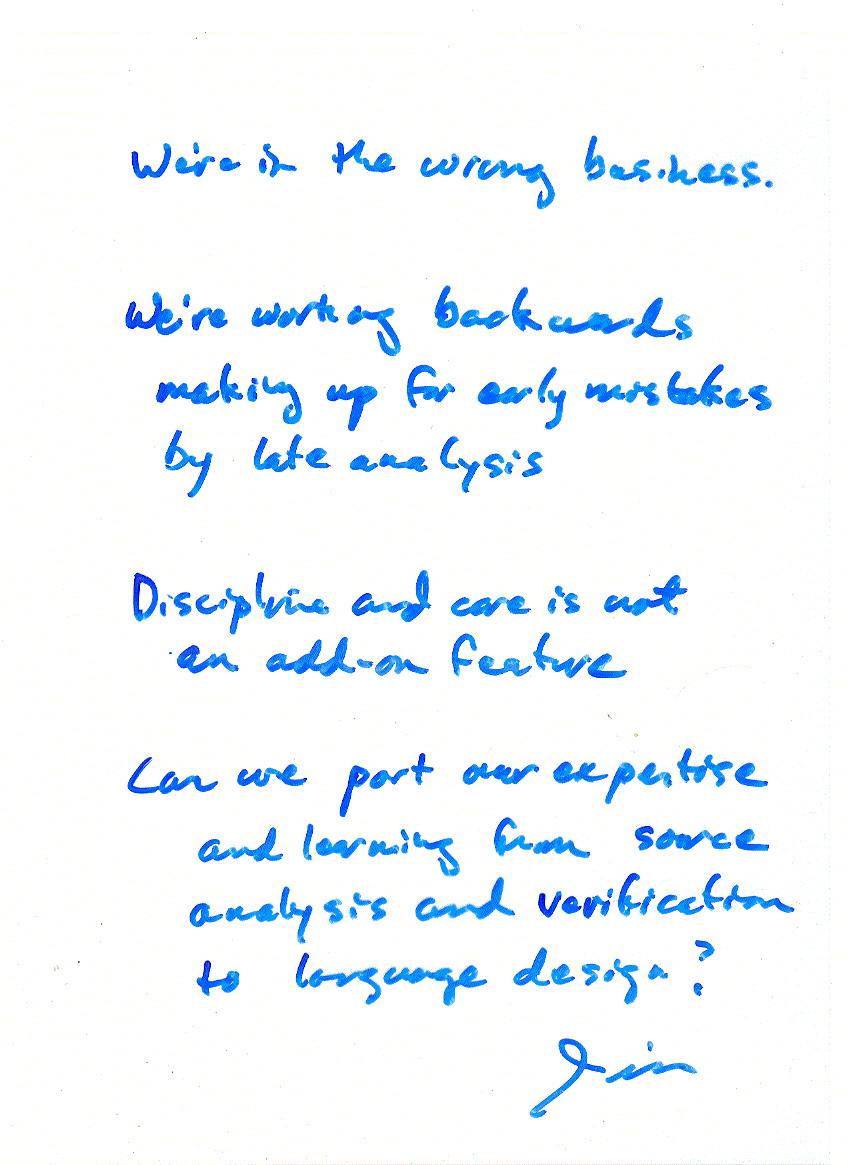 We're in the wrong business.
We're working backwards
making up for early mistakes
by late analysis
Discipline and care is not
an add-on feature
Can we port our expertise
and learning from source
analysis and verification
to language design?
Jim